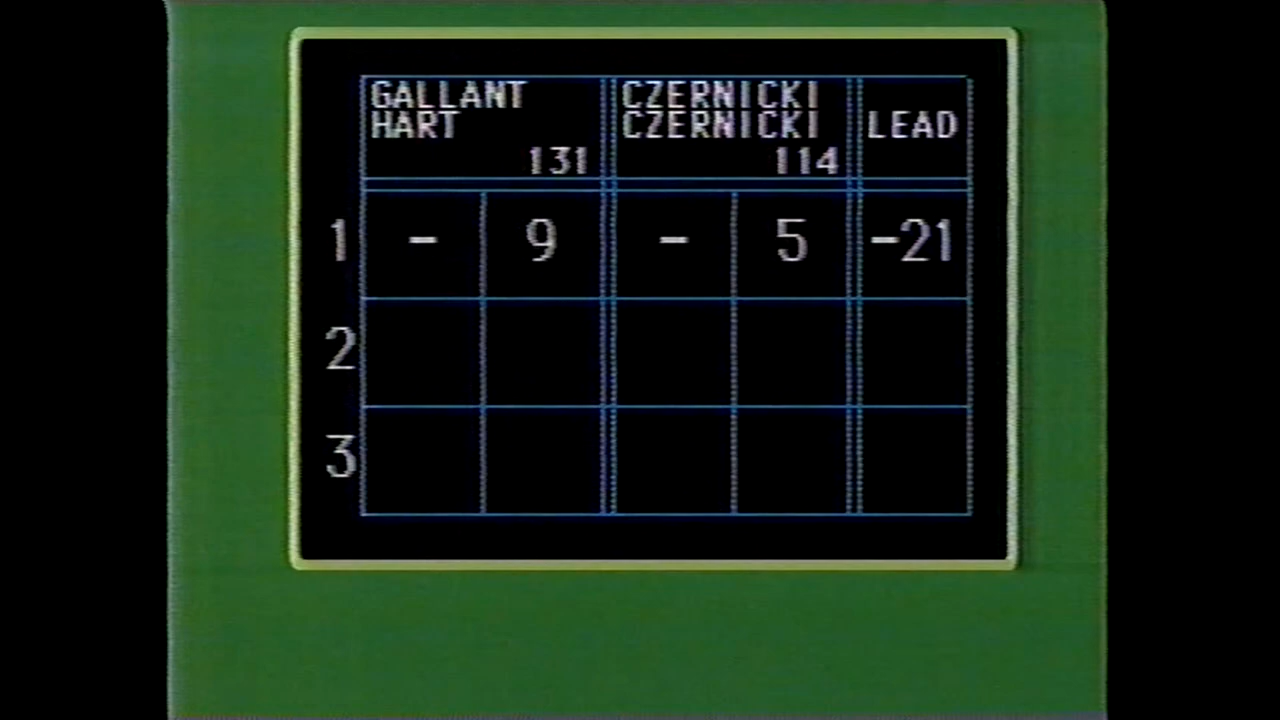 GALLANT
HART
131
CZERNICKI
CZERNICKI
114
LEAD
1 - 9 - 5 -21
2
3